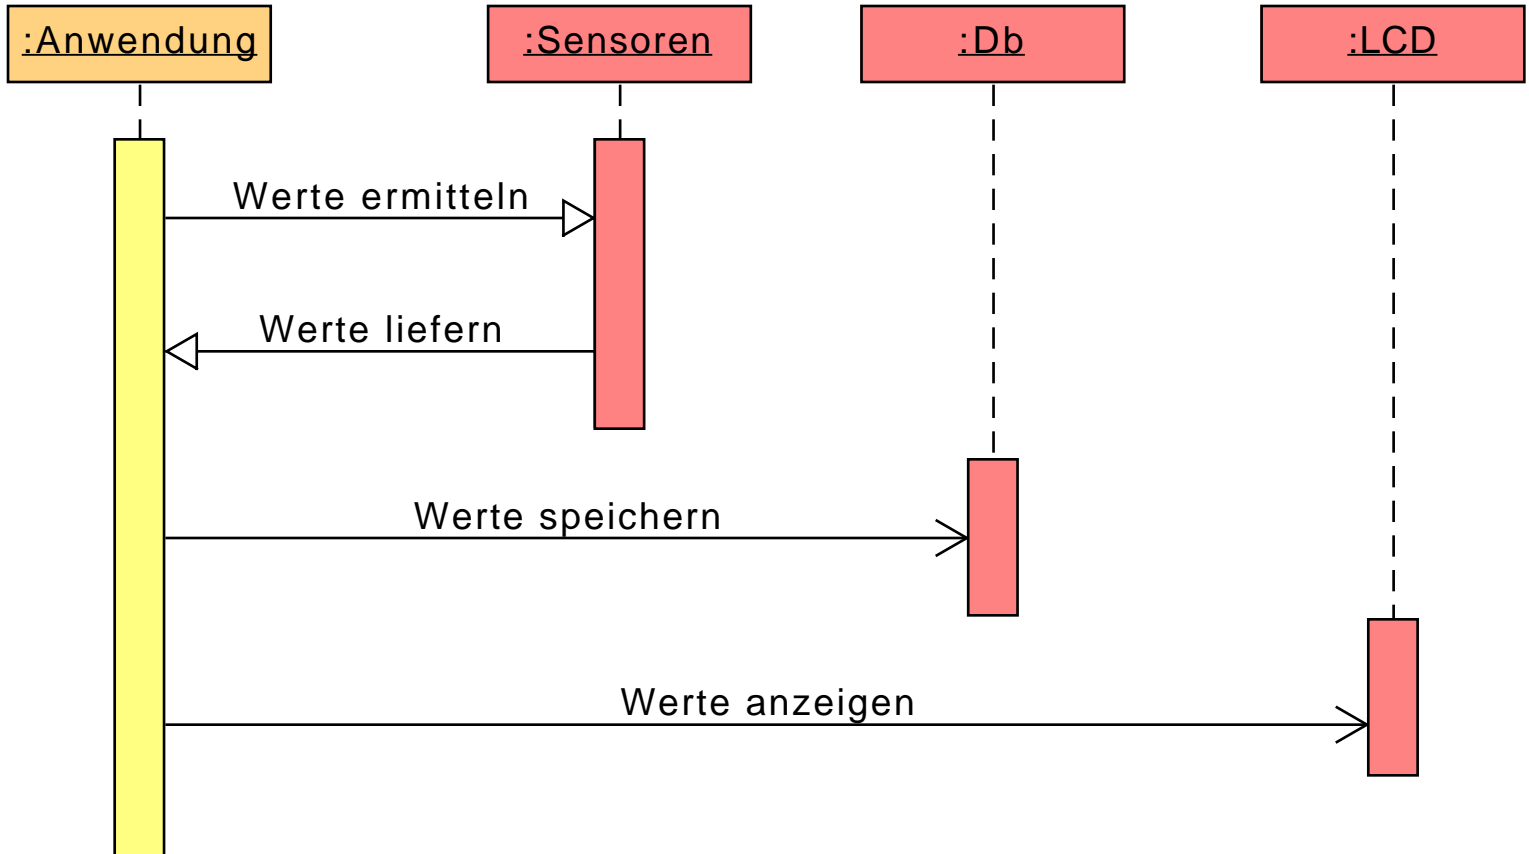 :Anwendung
:Sensoren
:Db
:LCD
Werte ermitteln
Werte liefern
Werte speichern
Werte anzeigen